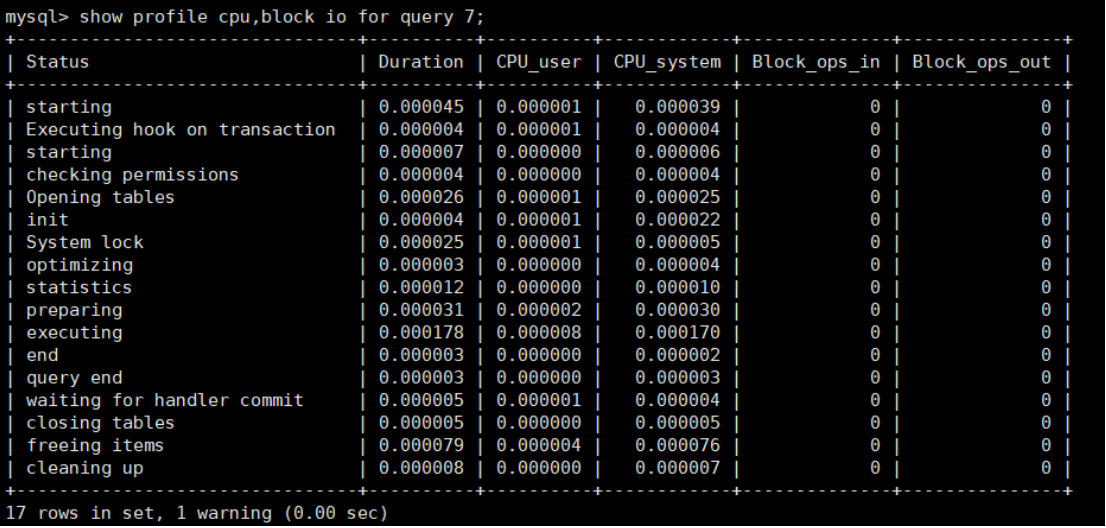 mysql> show profile cpu,block io for query 7;
+--------------------------------+----------+----------+------------+--------------+---------------+
| Status                         | Duration | CPU_user | CPU_system | Block_ops_in | Block_ops_out |
+--------------------------------+----------+----------+------------+--------------+---------------+
| starting                       | 0.000045 | 0.000001 |   0.000039 |            0 |             0 |
| Executing hook on transaction  | 0.000004 | 0.000001 |   0.000004 |            0 |             0 |
| starting                       | 0.000007 | 0.000000 |   0.000006 |            0 |             0 |
| checking permissions           | 0.000004 | 0.000000 |   0.000004 |            0 |             0 |
| Opening tables                 | 0.000026 | 0.000001 |   0.000025 |            0 |             0 |
| init                           | 0.000004 | 0.000001 |   0.000022 |            0 |             0 |
| System lock                    | 0.000025 | 0.000001 |   0.000005 |            0 |             0 |
| optimizing                     | 0.000003 | 0.000000 |   0.000004 |            0 |             0 |
| statistics                     | 0.000012 | 0.000000 |   0.000010 |            0 |             0 |
| preparing                      | 0.000031 | 0.000002 |   0.000030 |            0 |             0 |
| executing                      | 0.000178 | 0.000008 |   0.000170 |            0 |             0 |
| end                            | 0.000003 | 0.000000 |   0.000002 |            0 |             0 |
| query end                      | 0.000003 | 0.000000 |   0.000003 |            0 |             0 |
| waiting for handler commit     | 0.000005 | 0.000001 |   0.000004 |            0 |             0 |
| closing tables                 | 0.000005 | 0.000000 |   0.000005 |            0 |             0 |
| freeing items                  | 0.000079 | 0.000004 |   0.000076 |            0 |             0 |
| cleaning up                    | 0.000008 | 0.000000 |   0.000007 |            0 |             0 |
+--------------------------------+----------+----------+------------+--------------+---------------+
17 rows in set, 1 warning (0.00 sec)